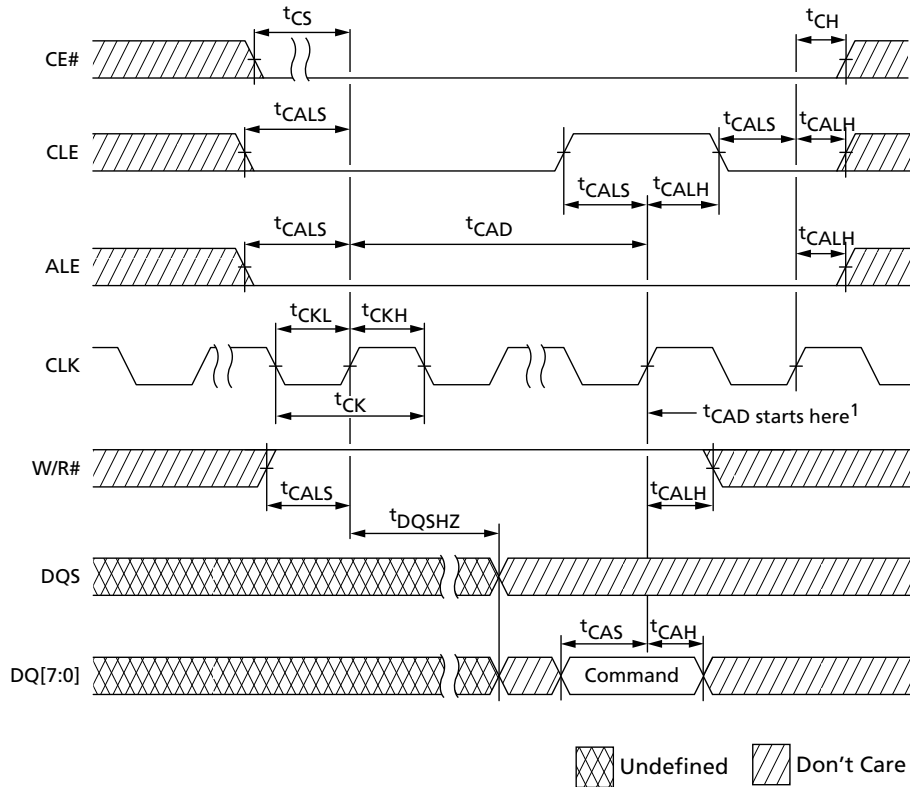 tCS
tCH
CE#
tCALS
tCALS
tCALH
CLE
tCALS
tCALH
tCALS
tCAD
tCALH
ALE
tCKL
tCKH
CLK
tCK
tCAD starts here1
W/R#
tCALS
tCALH
tDQSHZ
DQS
tCAS
tCAH
DQ[7:0]
Command
Undefined
Don't Care